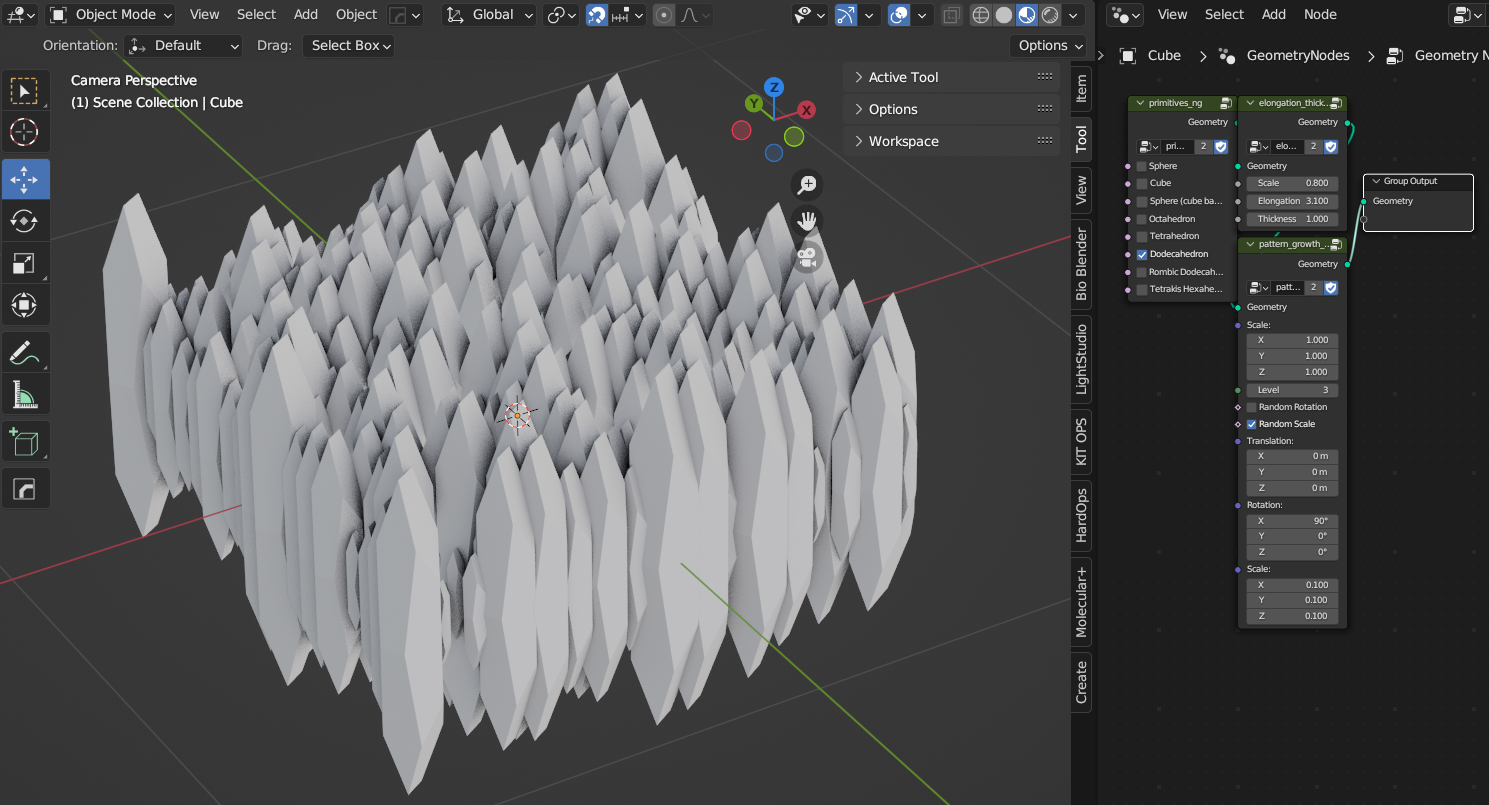 Object Mode View Select Add Object Global
Orientation: Default Drag: Select Box Options
Camera Perspective
(1) Scene Collection | Cube
Active Tool
Options
Workspace
Z
Y
X
Item
Tool
View
Bio Blender
LightStudio
KIT OPS
HardOps
Molecular+
Create
View Select Add Node
Cube GeometryNodes Geometry N
primitives_ng
Geometry
pri... 2
Sphere
Cube
Sphere (cube ba...
Octahedron
Tetrahedron
Dodecahedron
Rombic Dodecah...
Tetrakis Hexahe...
elongation_thick...
Geometry
elo... 2
Geometry
Scale 0.800
Elongation 3.100
Thickness 1.000
pattern_growth_...
Geometry
patt... 2
Geometry
Scale:
X 1.000
Y 1.000
Z 1.000
Level 3
Random Rotation
Random Scale
Translation:
X 0 m
Y 0 m
Z 0 m
Rotation:
X 90°
Y 0°
Z 0°
Scale:
X 0.100
Y 0.100
Z 0.100
Group Output
Geometry